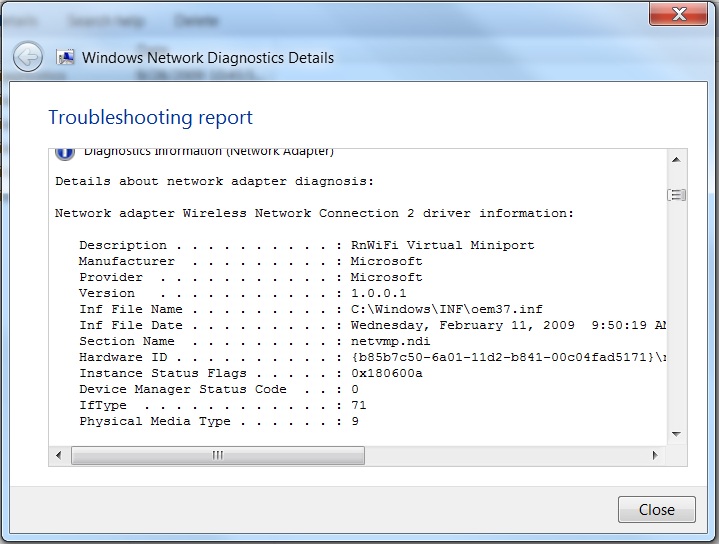 Search help Delete
X
Windows Network Diagnostics Details
Troubleshooting report
Diagnostics Information (Network Adapter)
Details about network adapter diagnosis:
Network adapter Wireless Network Connection 2 driver information:
Description . . . . . . . . . . : RnWiFi Virtual Miniport
Manufacturer . . . . . . . . . : Microsoft
Provider . . . . . . . . . . . : Microsoft
Version . . . . . . . . . . . : 1.0.0.1
Inf File Name . . . . . . . . . : C:\Windows\INF\oem37.inf
Inf File Date . . . . . . . . . : Wednesday, February 11, 2009 9:50:19 AM
Section Name . . . . . . . . . : netvmp.ndi
Hardware ID . . . . . . . . . . : {b85b7c50-6a01-11d2-b841-00c04fad5171}\
Instance Status Flags . . . . . : 0x180600a
Device Manager Status Code . . : 0
IfType . . . . . . . . . . . . : 71
Physical Media Type . . . . . . : 9
Close